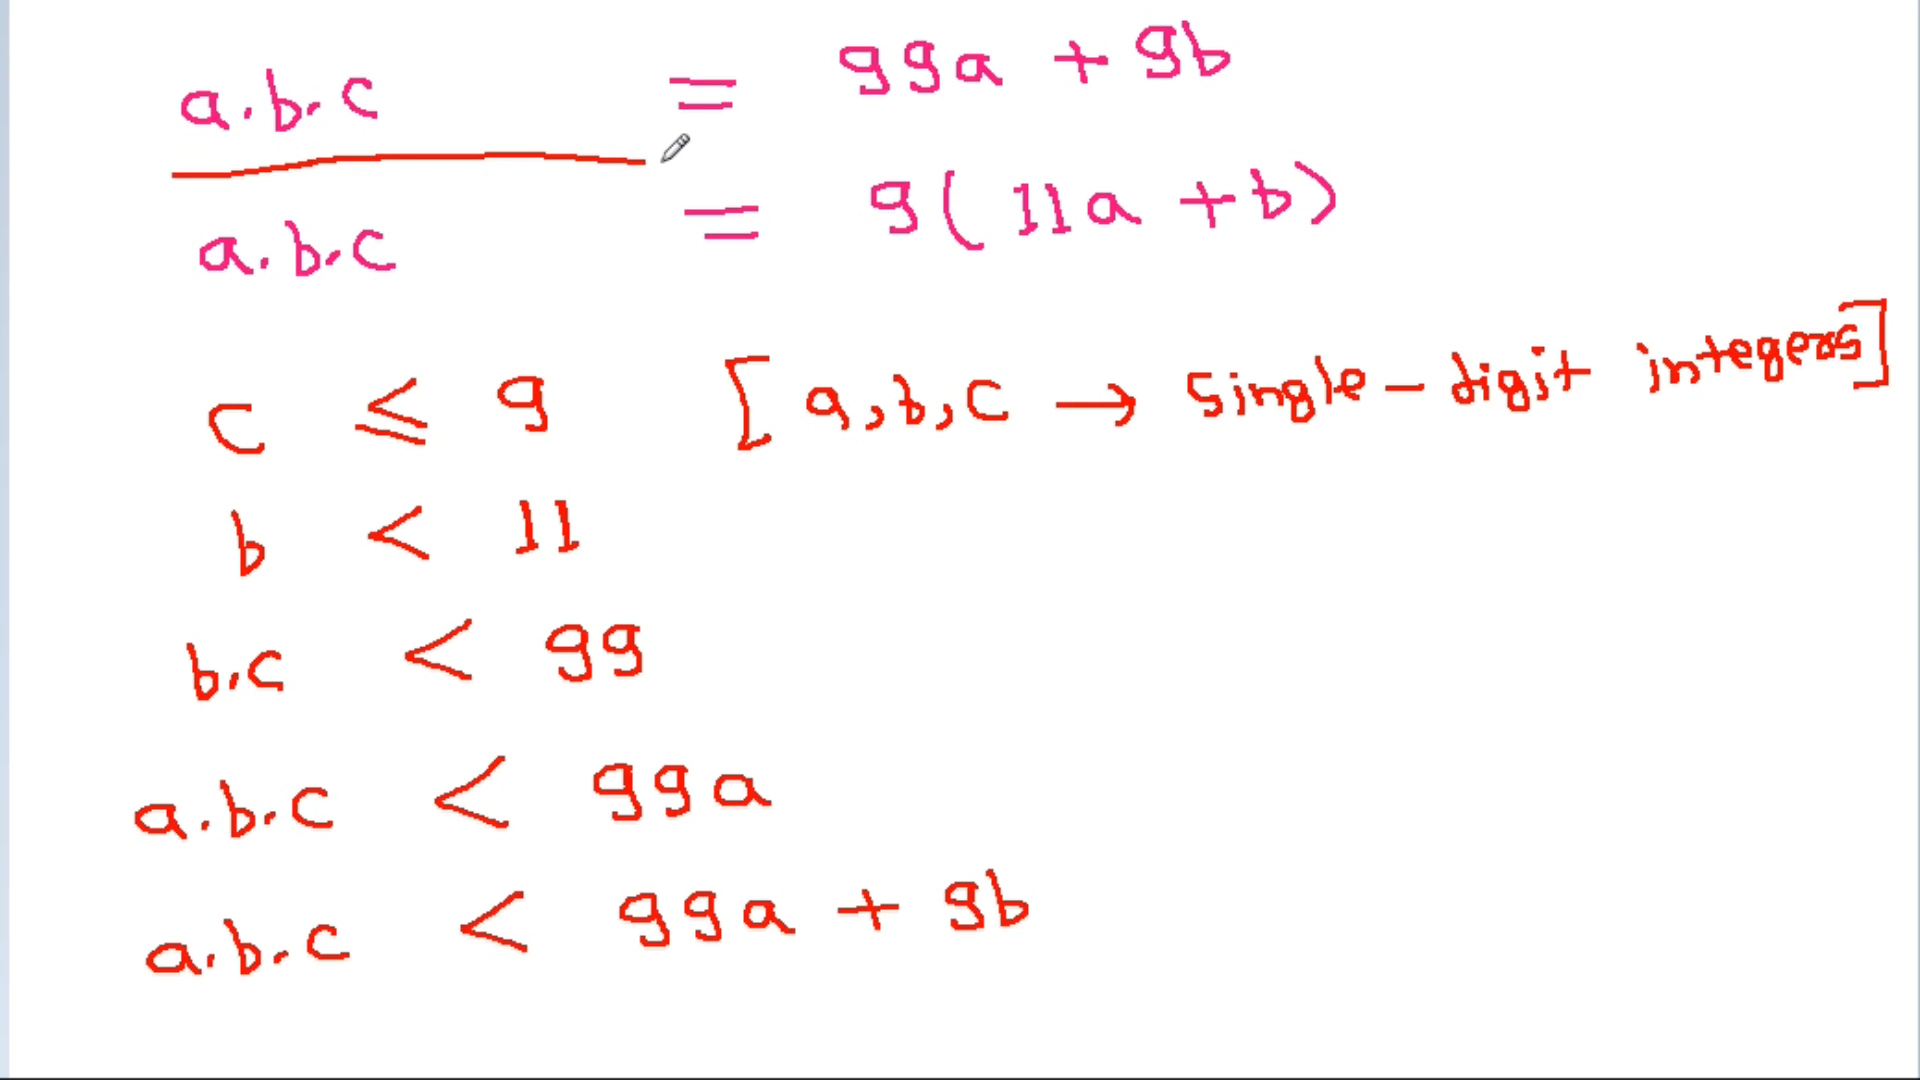 a.b.c = 99a + 9b
a.b.c = 9(11a + b)
c ≤ 9 [a,b,c → single-digit integers]
b < 11
b.c < 99
a.b.c < 99a
a.b.c < 99a + 9b